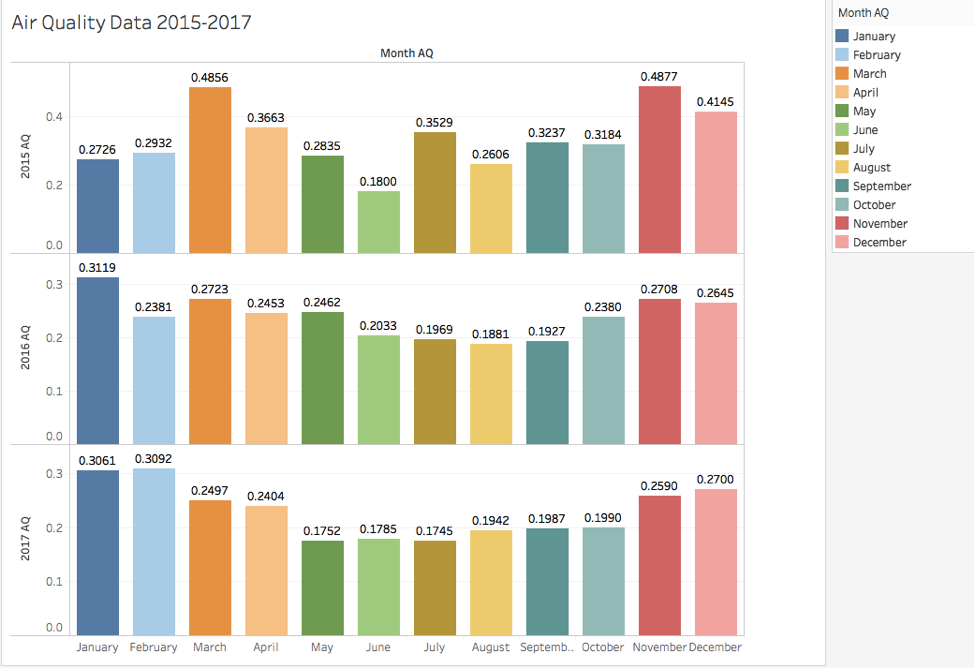 Air Quality Data 2015-2017
Month AQ
2015 AQ
0.4
0.2
0.0
0.2726
0.2932
0.4856
0.3663
0.2835
0.1800
0.3529
0.2606
0.3237
0.3184
0.4877
0.4145
2016 AQ
0.3
0.2
0.1
0.0
0.3119
0.2381
0.2723
0.2453
0.2462
0.2033
0.1969
0.1881
0.1927
0.2380
0.2708
0.2645
2017 AQ
0.3
0.2
0.1
0.0
0.3061
0.3092
0.2497
0.2404
0.1752
0.1785
0.1745
0.1942
0.1987
0.1990
0.2590
0.2700
January
February
March
April
May
June
July
August
Septemb..
October
November
December
Month AQ
January
February
March
April
May
June
July
August
September
October
November
December